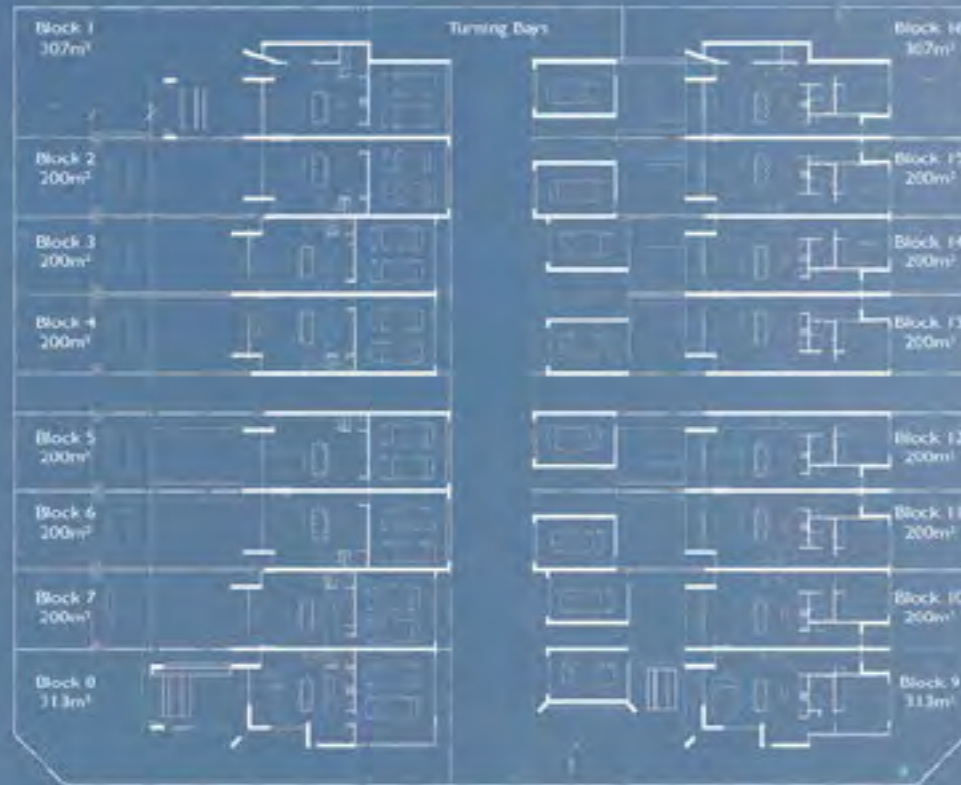 Block 1
307m²
Turning Bays
Block 16
307m²
Block 2
200m²
Block 15
200m²
Block 3
200m²
Block 14
200m²
Block 4
200m²
Block 13
200m²
Block 5
200m²
Block 12
200m²
Block 6
200m²
Block 11
200m²
Block 7
200m²
Block 10
200m²
Block 8
313m²
Block 9
313m²